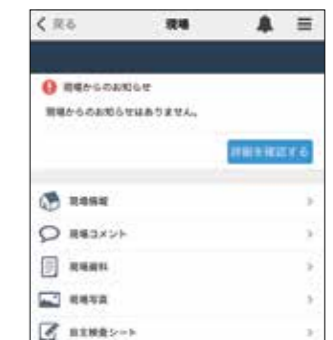 戻る 現場
現場からのお知らせ
現場からのお知らせはありません。
詳細を確認する
現場情報
現場コメント
現場資料
現場写真
自主検査シート